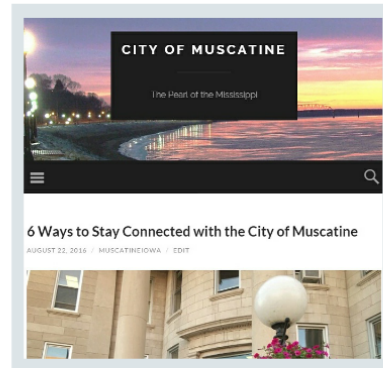 CITY OF MUSCATINE
The Pearl of the Mississippi
6 Ways to Stay Connected with the City of Muscatine
AUGUST 22, 2016 / MUSCATINEIOWA / EDIT